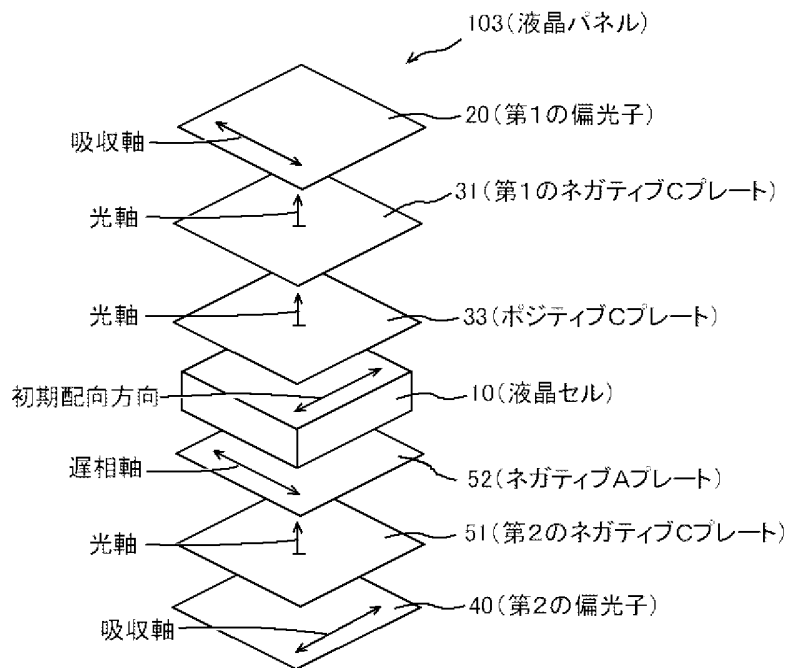 103(液晶パネル)
20(第1の偏光子)
吸収軸
31(第1のネガティブCプレート)
光軸
光軸
33(ポジティブCプレート)
初期配向方向
10(液晶セル)
遅相軸
52(ネガティブAプレート)
光軸
51(第2のネガティブCプレート)
40(第2の偏光子)
吸収軸